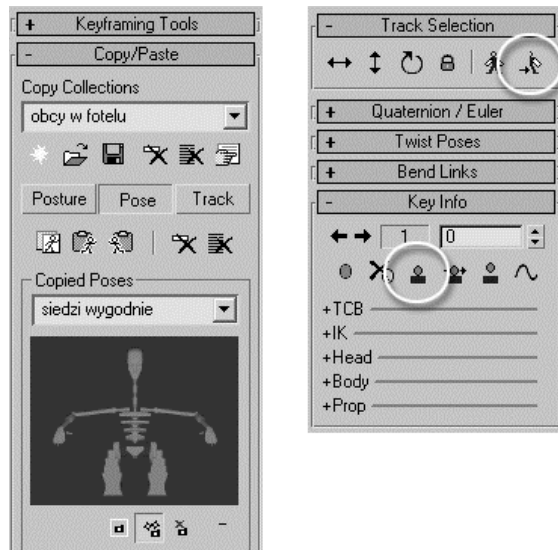 + Keyframing Tools
- Copy/Paste
Copy Collections
obcy w fotelu
Posture Pose Track
Copied Poses
siedzi wygodnie
- Track Selection
+ Quaternion / Euler
+ Twist Poses
+ Bend Links
- Key Info
1 0
+TCB
+IK
+Head
+Body
+Prop